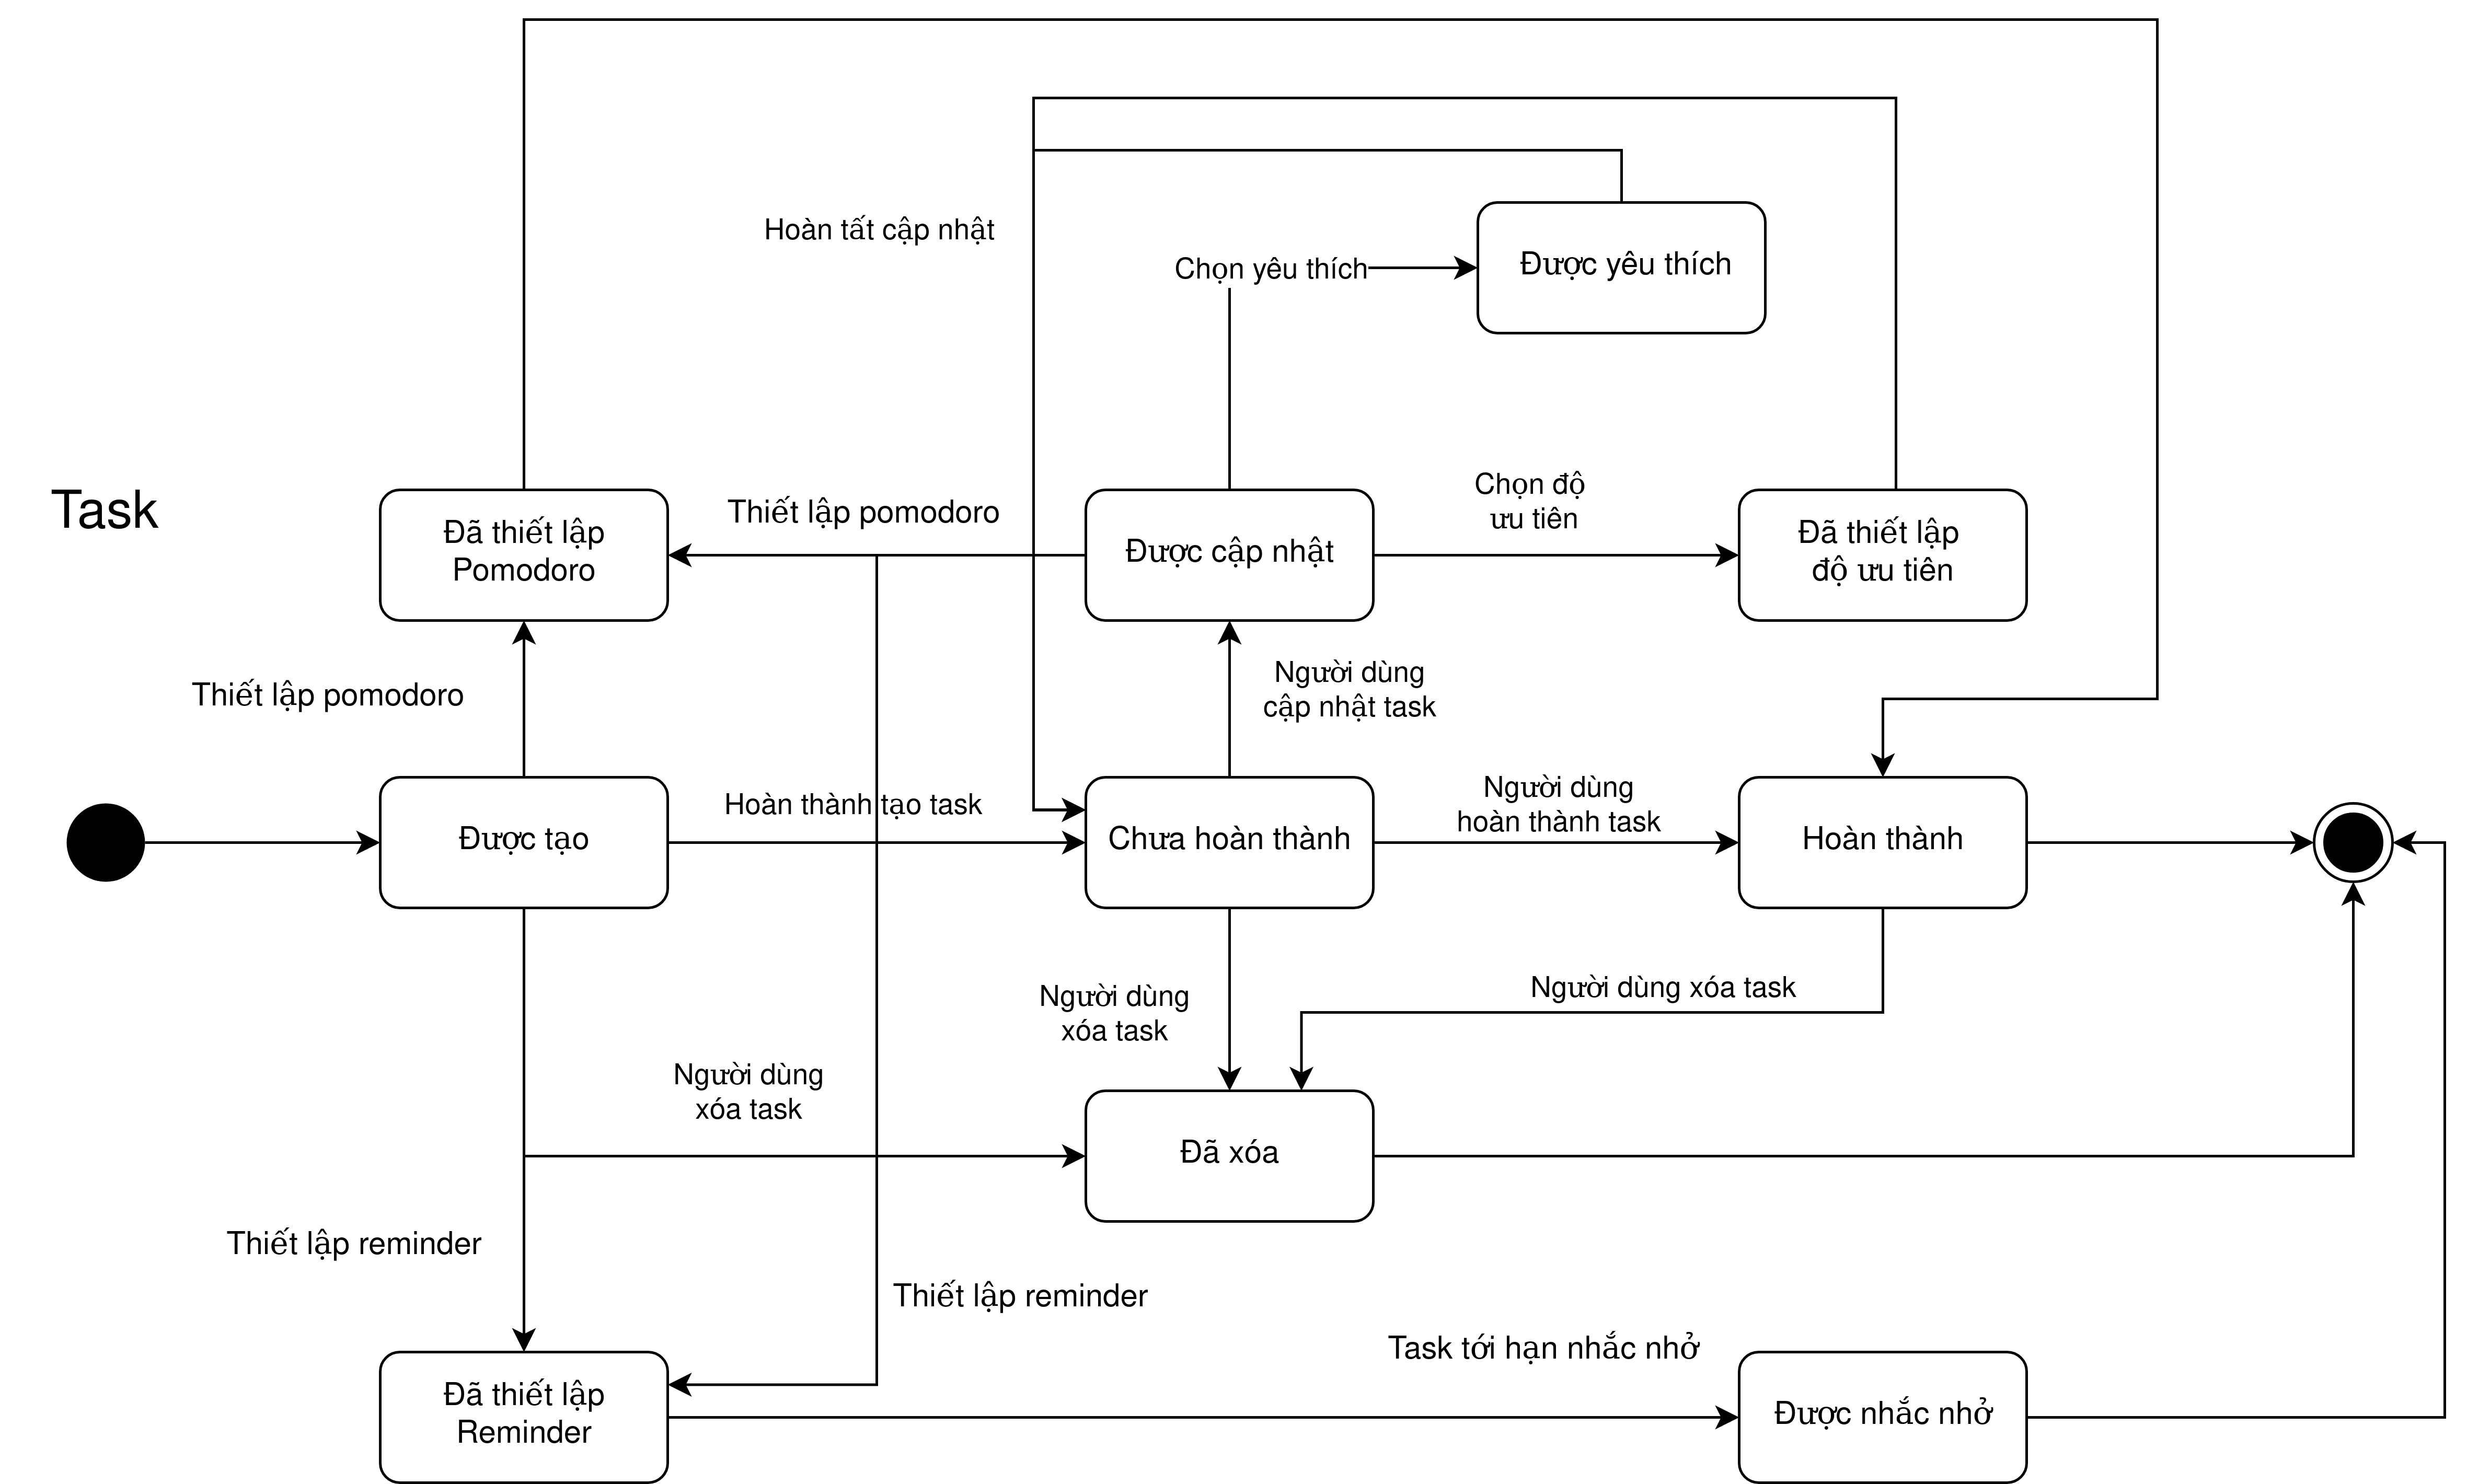 Hoàn tất cập nhật
Chọn yêu thích
Được yêu thích
Task
Đã thiết lập
Pomodoro
Thiết lập pomodoro
Được cập nhật
Chọn độ
ưu tiên
Đã thiết lập
độ ưu tiên
Thiết lập pomodoro
Người dùng
cập nhật task
Được tạo
Hoàn thành tạo task
Chưa hoàn thành
Người dùng
hoàn thành task
Hoàn thành
Người dùng
xóa task
Người dùng xóa task
Người dùng
xóa task
Đã xóa
Thiết lập reminder
Thiết lập reminder
Task tới hạn nhắc nhở
Đã thiết lập
Reminder
Được nhắc nhở